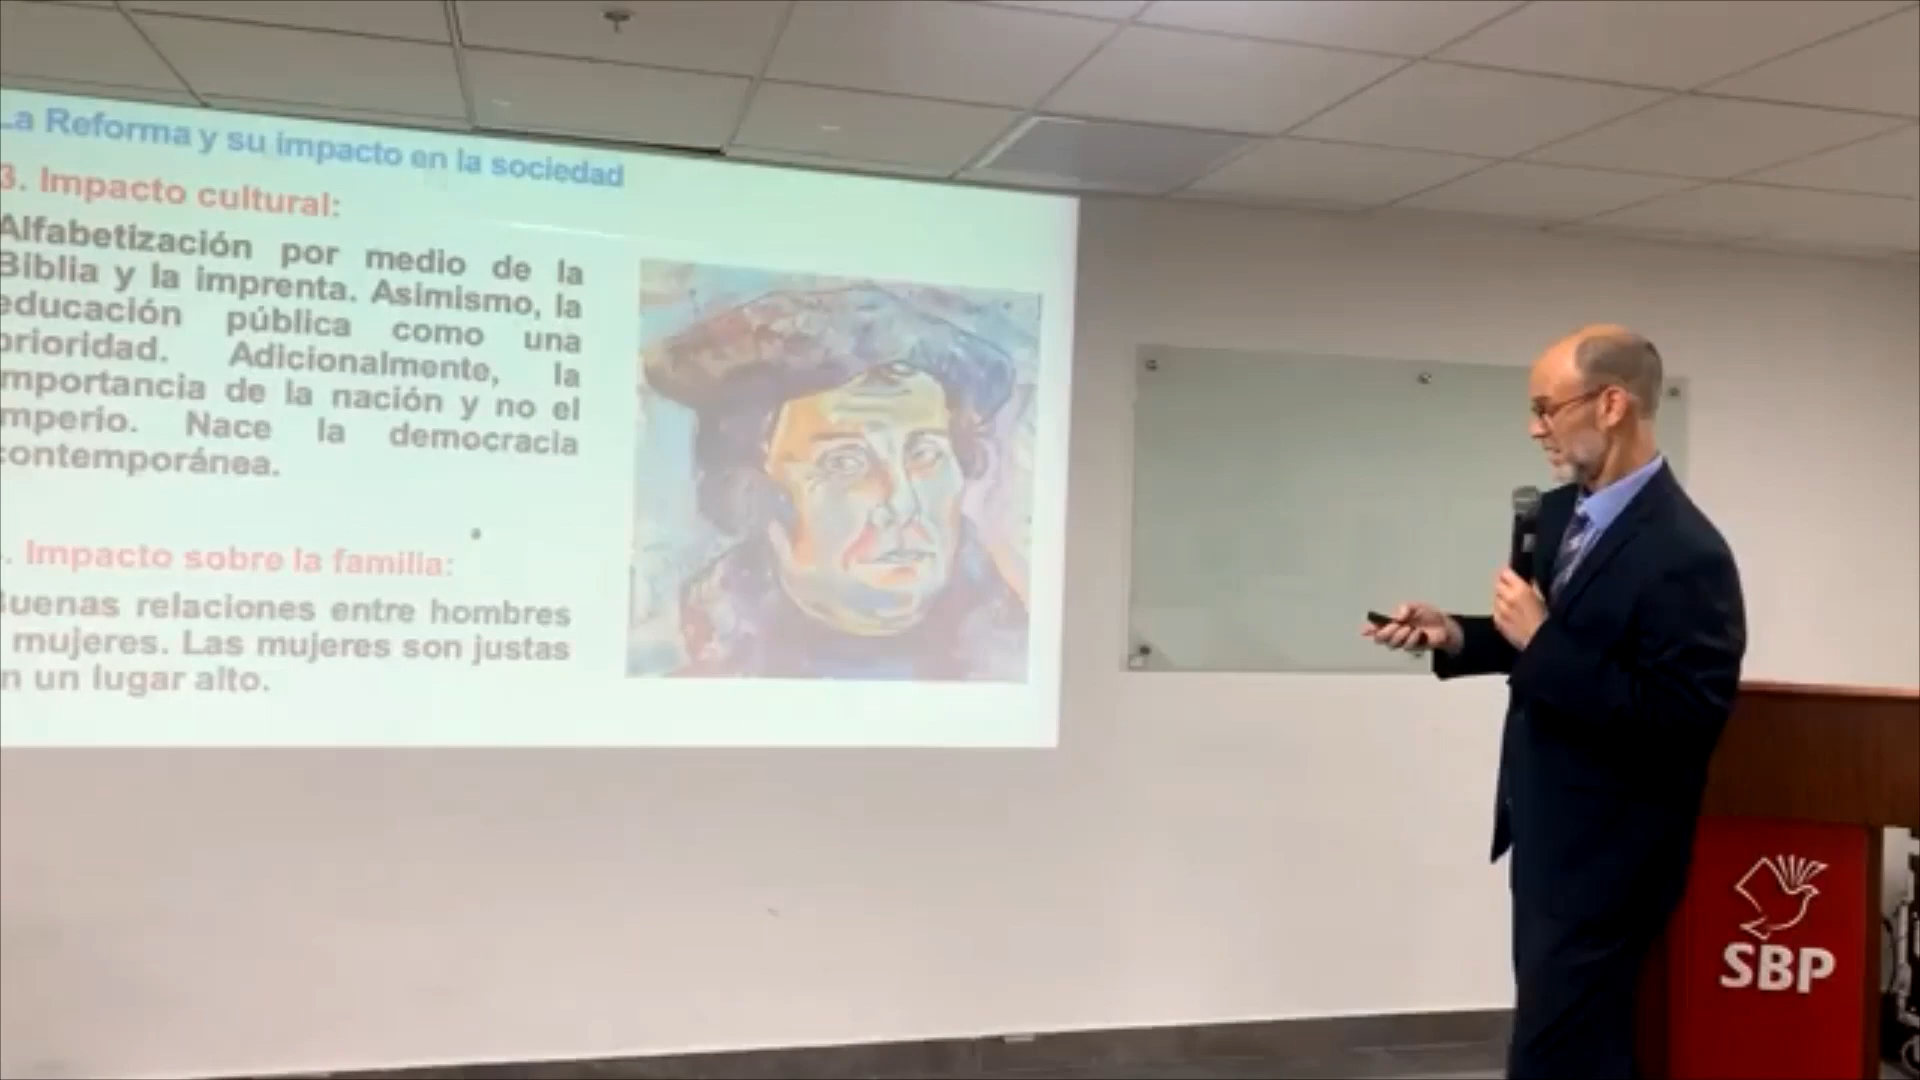 La Reforma y su impacto en la sociedad
3. Impacto cultural:
Alfabetización por medio de la
Biblia y la imprenta. Asimismo, la
educación pública como una
prioridad. Adicionalmente, la
mportancia de la nación y no el
mperio. Nace la democracia
contemporánea.
. Impacto sobre la familia:
Buenas relaciones entre hombres
mujeres. Las mujeres son justas
n un lugar alto.
SBP